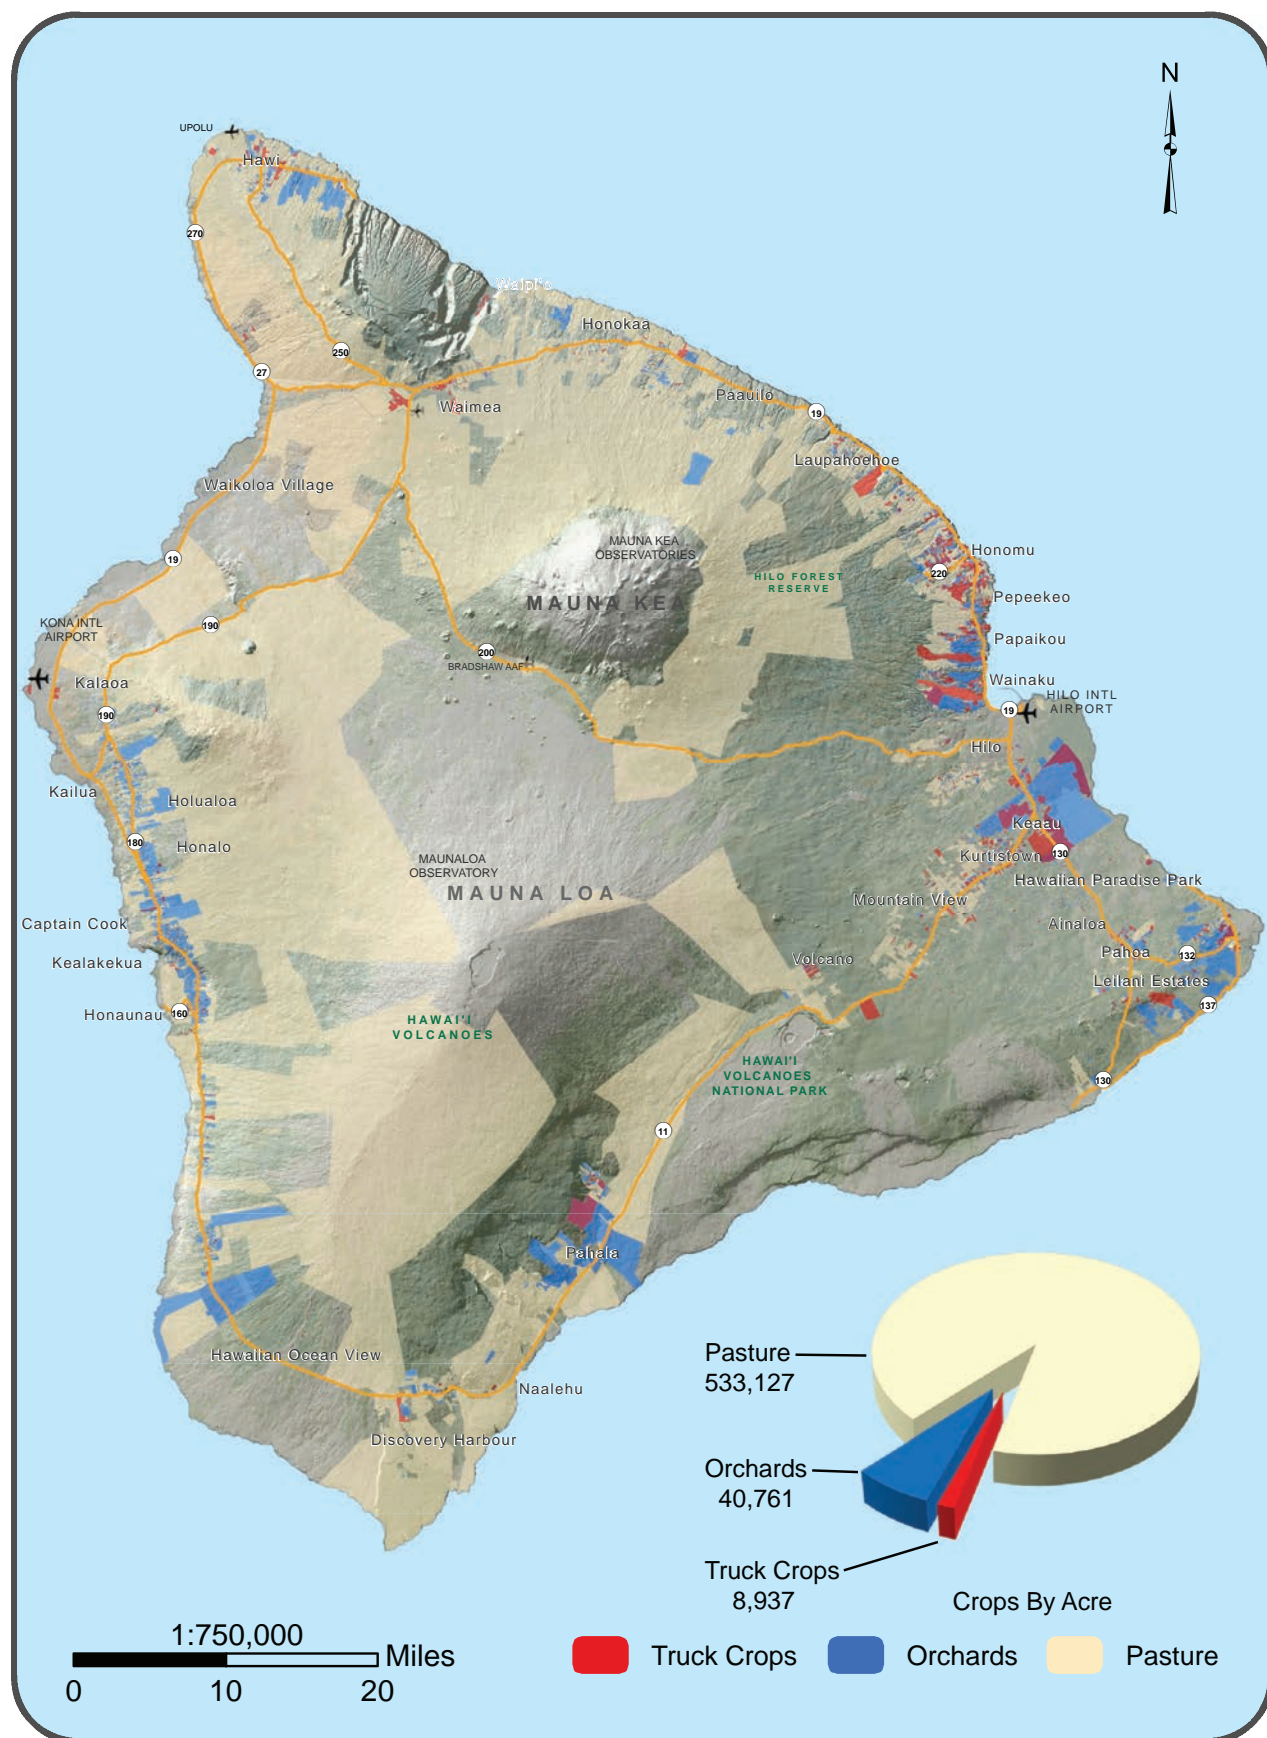 N
UPOLU
Hawi
270
Honokaa
250
27
Waimea
Paauilo
19
Laupahoehoe
Waikoloa Village
MAUNA KEA
OBSERVATORIES
Honomu
19
220
HILO FOREST
RESERVE
MAUNA KEA
Pepeekeo
KONA INTL
AIRPORT
190
Papaikou
200
BRADSHAW AAF
Kalaoa
Wainaku
HILO INTL
AIRPORT
190
19
Hilo
Kailua
Holualoa
Keaau
180
Honalo
Kurtistown
130
MAUNALOA
OBSERVATORY
Hawaiian Paradise Park
MAUNA LOA
Mountain View
Captain Cook
Ainaloa
Pahoa
132
Kealakekua
Volcano
Leilani Estates
137
Honaunau
160
HAWAI'I
VOLCANOES
HAWAI'I
VOLCANOES
NATIONAL PARK
130
11
Pahala
Hawaiian Ocean View
Naalehu
Discovery Harbour
Pasture
533,127
Orchards
40,761
Truck Crops
8,937
Crops By Acre
1:750,000
Miles
0 10 20
Truck Crops Orchards Pasture